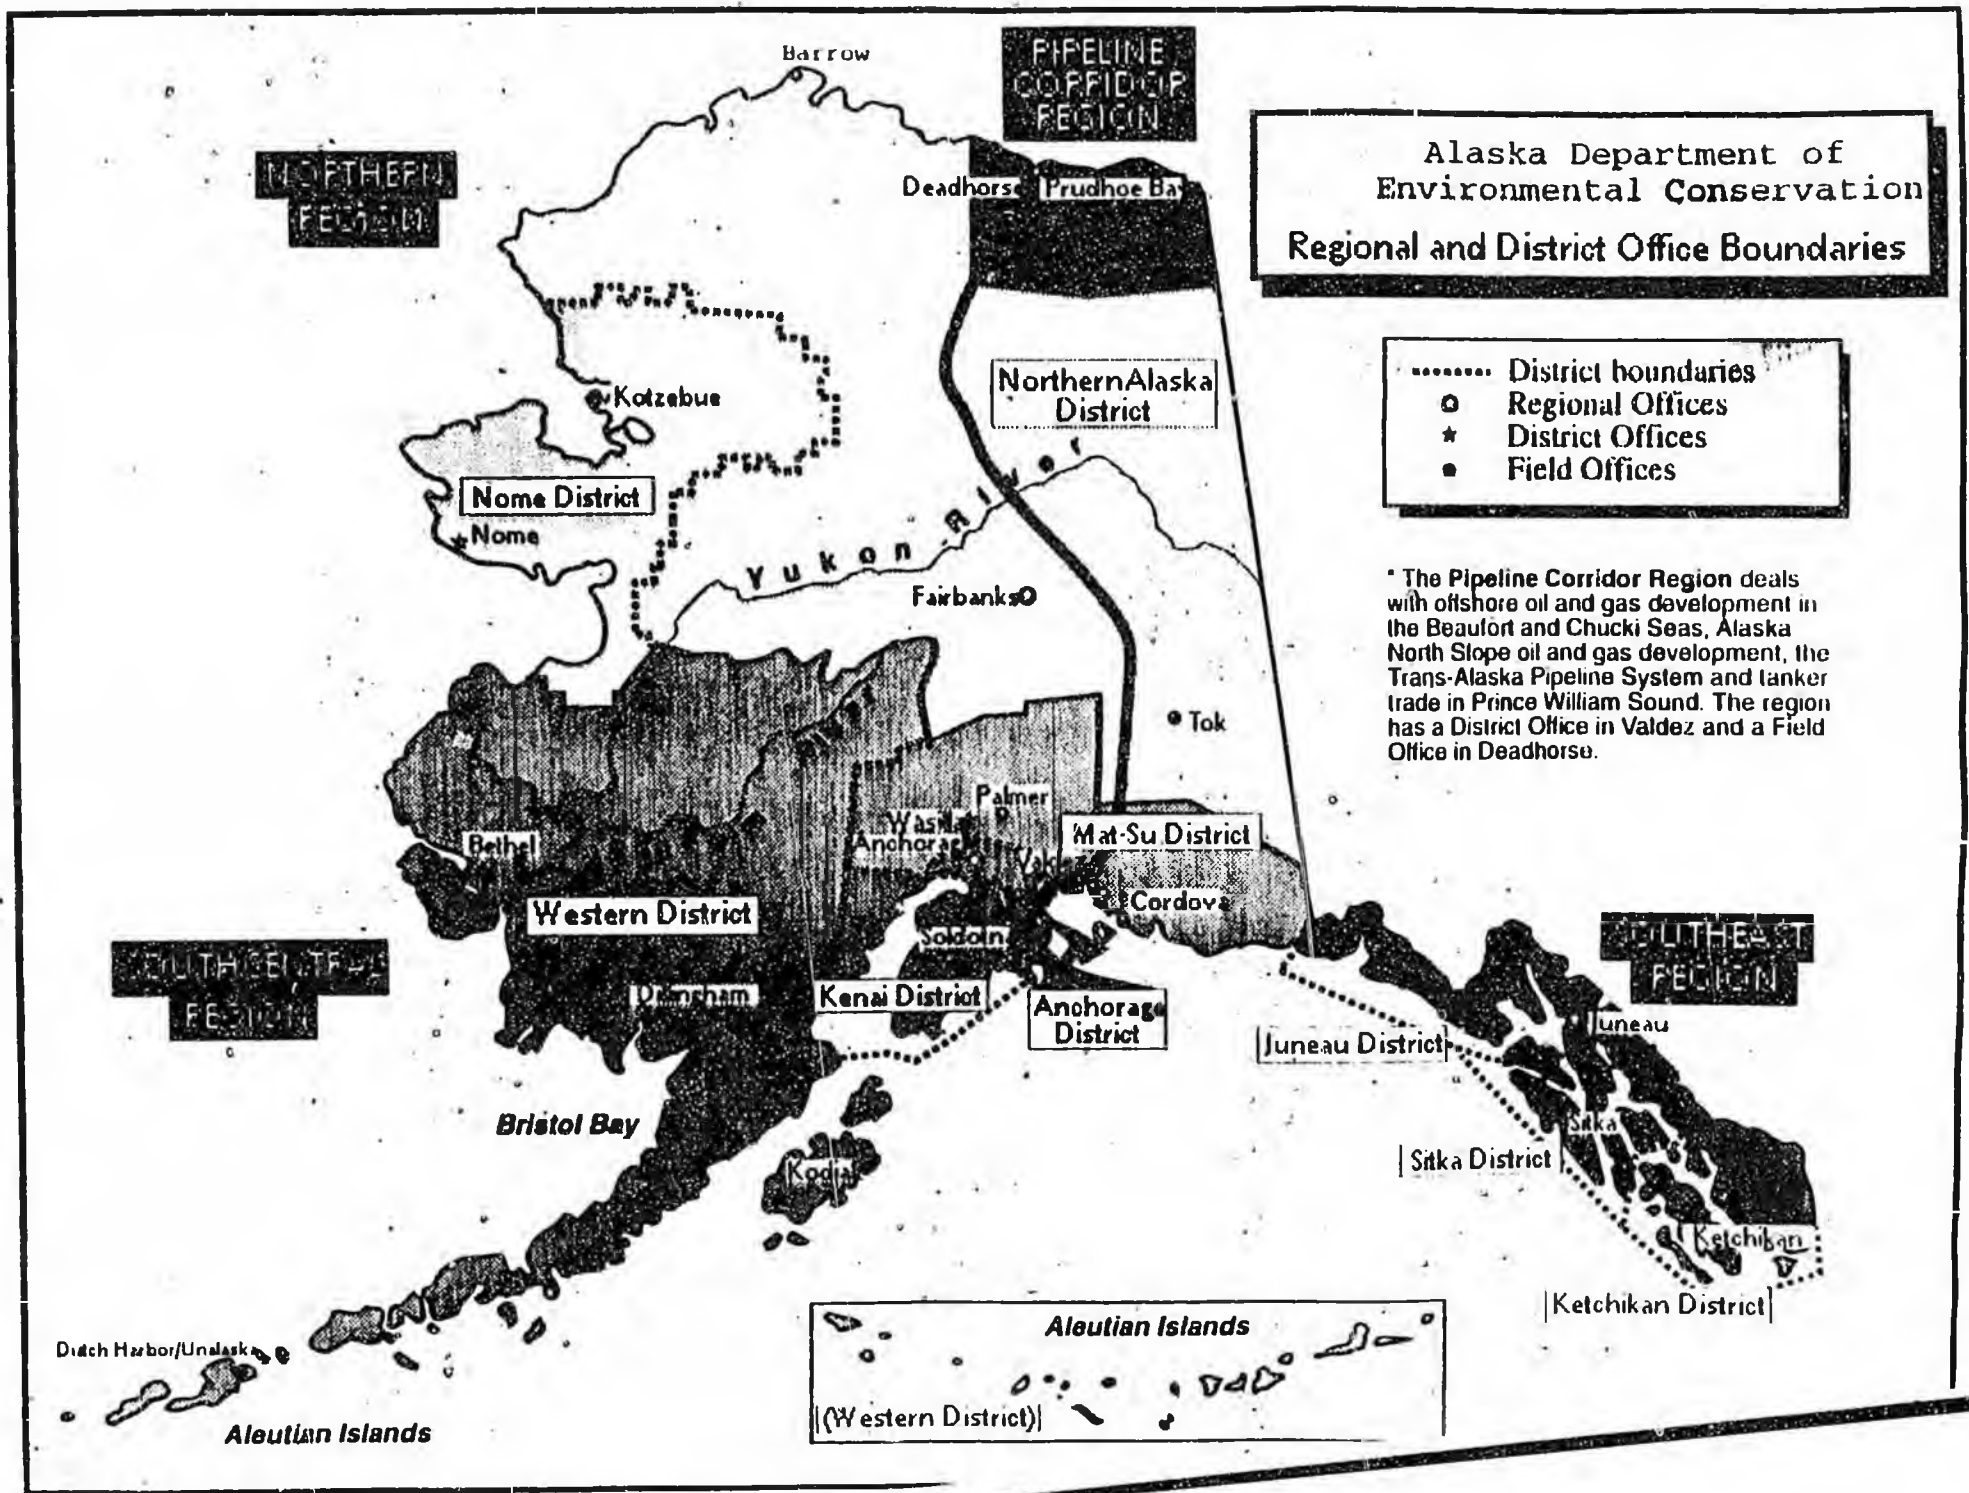 Barrow
PIPELINE
CORRIDOR
REGION
Alaska Department of
Environmental Conservation
Regional and District Office Boundaries
NORTHERN
REGION
Deadhorse
Prudhoe Bay
District boundaries
Regional Offices
District Offices
Field Offices
Northern Alaska
District
Kotzebue
Nome District
Nome
Yukon River
Fairbanks
* The Pipeline Corridor Region deals
with offshore oil and gas development in
the Beaufort and Chucki Seas, Alaska
North Slope oil and gas development, the
Trans-Alaska Pipeline System and tanker
trade in Prince William Sound. The region
has a District Office in Valdez and a Field
Office in Deadhorse.
Tok
Palmer
Anchorag
Mat-Su District
Bethel
Cordova
Western District
SOUTHCENTRAL
REGION
SOUTHEAST
REGION
Kenai District
Anchorage
District
Juneau
Juneau District
Bristol Bay
Sitka
Sitka District
Kodiak
Ketchikan
Ketchikan District
Dutch Harbor/Unalaska
Aleutian Islands
Aleutian Islands
(Western District)